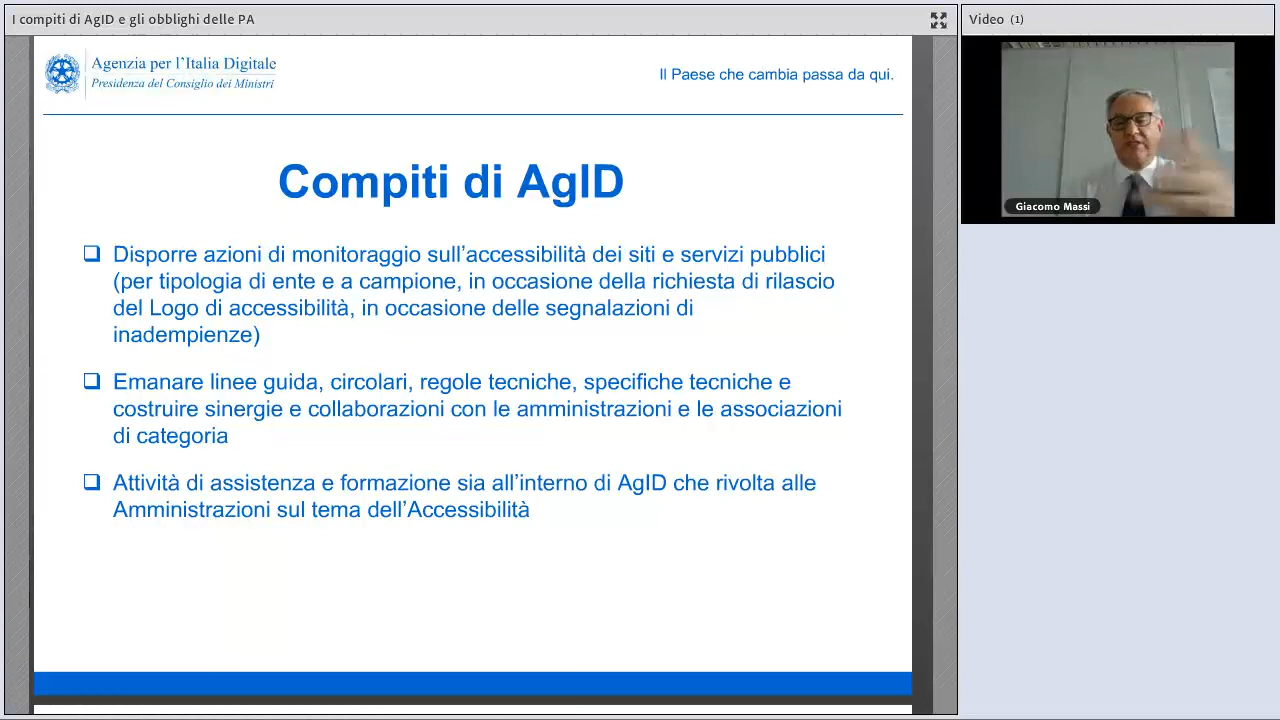 I compiti di AgID e gli obblighi delle PA
Video (1)
Agenzia per l'Italia Digitale
Presidenza del Consiglio dei Ministri
Il Paese che cambia passa da qui.
Giacomo Massi
Compiti di AgID
❑ Disporre azioni di monitoraggio sull’accessibilità dei siti e servizi pubblici
(per tipologia di ente e a campione, in occasione della richiesta di rilascio
del Logo di accessibilità, in occasione delle segnalazioni di
inadempienze)
❑ Emanare linee guida, circolari, regole tecniche, specifiche tecniche e
costruire sinergie e collaborazioni con le amministrazioni e le associazioni
di categoria
❑ Attività di assistenza e formazione sia all’interno di AgID che rivolta alle
Amministrazioni sul tema dell’Accessibilità